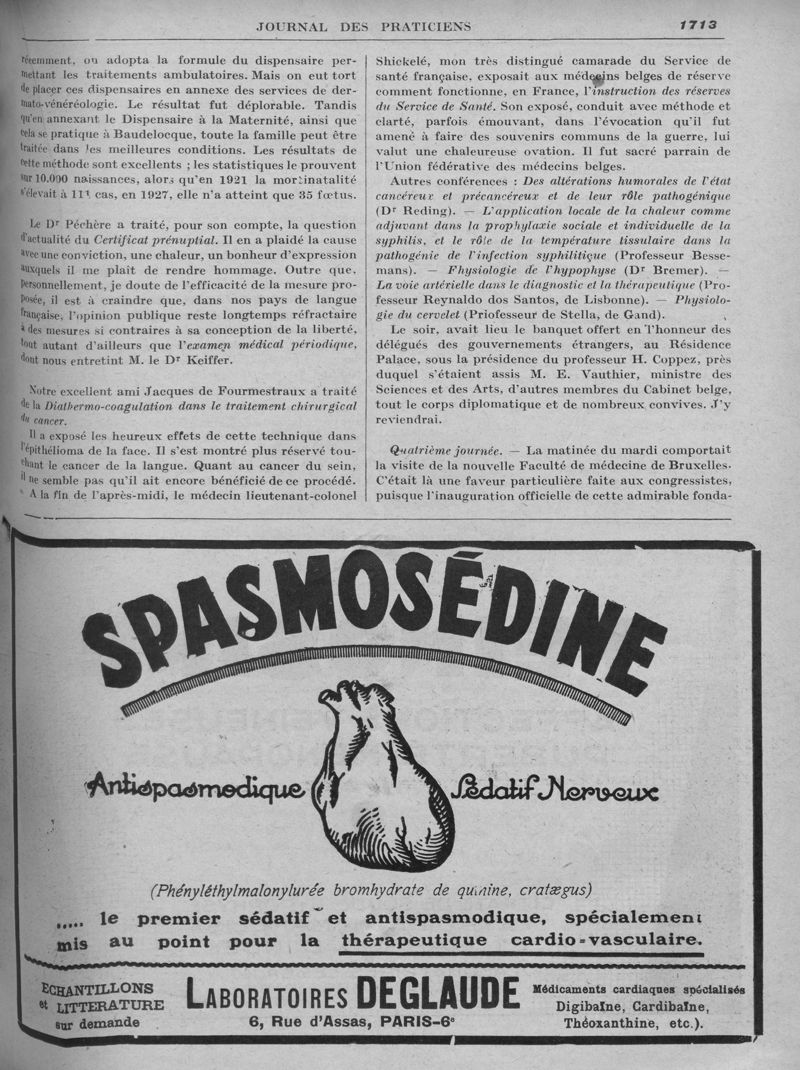 JOURNAL DES PRATICIENS
1713
récemment, on adopta la formule du dispensaire per-
mettant les traitements ambulatoires. Mais on eut tort
de placer ces dispensaires en annexe des services de der-
mato-vénéréologie. Le résultat fut déplorable. Tandis
qu'en annexant le Dispensaire à la Maternité, ainsi que
cela se pratique à Baudelocque, toute la famille peut être
traitée dans les meilleures conditions. Les résultats de
cette méthode sont excellents ; les statistiques le prouvent
sur 10.000 naissances, alors qu'en 1921 la mortinatalité
s'élevait à 111 cas, en 1927, elle n'a atteint que 35 fœtus.
Le Dr Péchère a traité, pour son compte, la question
d'actualité du Certificat prénuptial. Il en a plaidé la cause
avec une conviction, une chaleur, un bonheur d'expression
auxquels il me plaît de rendre hommage. Outre que,
personnellement, je doute de l'efficacité de la mesure pro-
posée, il est à craindre que, dans nos pays de langue
française, l'opinion publique reste longtemps réfractaire
à des mesures si contraires à sa conception de la liberté,
tout autant d'ailleurs que l'examen médical périodique,
dont nous entretint M. le Dr Keiffer.
Notre excellent ami Jacques de Fourmestraux a traité
de la Diathermo-coagulation dans le traitement chirurgical
du cancer.
Il a exposé les heureux effets de cette technique dans
l'épithélioma de la face. Il s'est montré plus réservé tou-
chant le cancer de la langue. Quant au cancer du sein,
il ne semble pas qu'il ait encore bénéficié de ce procédé.
A la fin de l'après-midi, le médecin lieutenant-colonel
Shickelé, mon très distingué camarade du Service de
santé française, exposait aux médecins belges de réserve
comment fonctionne, en France, l'instruction des réserves
du Service de Santé. Son exposé, conduit avec méthode et
clarté, parfois émouvant, dans l'évocation qu'il fut
amené à faire des souvenirs communs de la guerre, lui
valut une chaleureuse ovation. Il fut sacré parrain de
l'Union fédérative des médecins belges.
Autres conférences : Des altérations humorales de l'état
cancéreux et précancéreux et de leur rôle pathogénique
(Dr Reding). — L'application locale de la chaleur comme
adjuvant dans la prophylaxie sociale et individuelle de la
syphilis, et le rôle de la température tissulaire dans la
pathogénie de l'infection syphilitique (Professeur Besse-
mans). — Fhysiologie de l'hypophyse (Dr Bremer). —
La voie artérielle dans le diagnostic et la thérapeutique (Pro-
fesseur Reynaldo dos Santos, de Lisbonne). — Physiolo-
gie du cervelet (Priofesseur de Stella, de Gand).
Le soir, avait lieu le banquet offert en l'honneur des
délégués des gouvernements étrangers, au Résidence
Palace, sous la présidence du professeur H. Coppez, près
duquel s'étaient assis M. E. Vauthier, ministre des
Sciences et des Arts, d'autres membres du Cabinet belge,
tout le corps diplomatique et de nombreux convives. J'y
reviendrai.
Quatrième journée. — La matinée du mardi comportait
la visite de la nouvelle Faculté de médecine de Bruxelles.
C'était là une faveur particulière faite aux congressistes,
puisque l'inauguration officielle de cette admirable fonda-
SPASMOSÉDINE
Antispasmodique
Sédatif Nerveux
(Phényléthylmalonylurée bromhydrate de quinine, cratægus)
..... le premier sédatif et antispasmodique, spécialement
mis au point pour la thérapeutique cardio-vasculaire.
ECHANTILLONS
et LITTERATURE
sur demande
LABORATOIRES DEGLAUDE
6, Rue d'Assas, PARIS-6e
Médicaments cardiaques spécialisés
Digibaïne, Cardibaïne,
Théoxanthine, etc.).